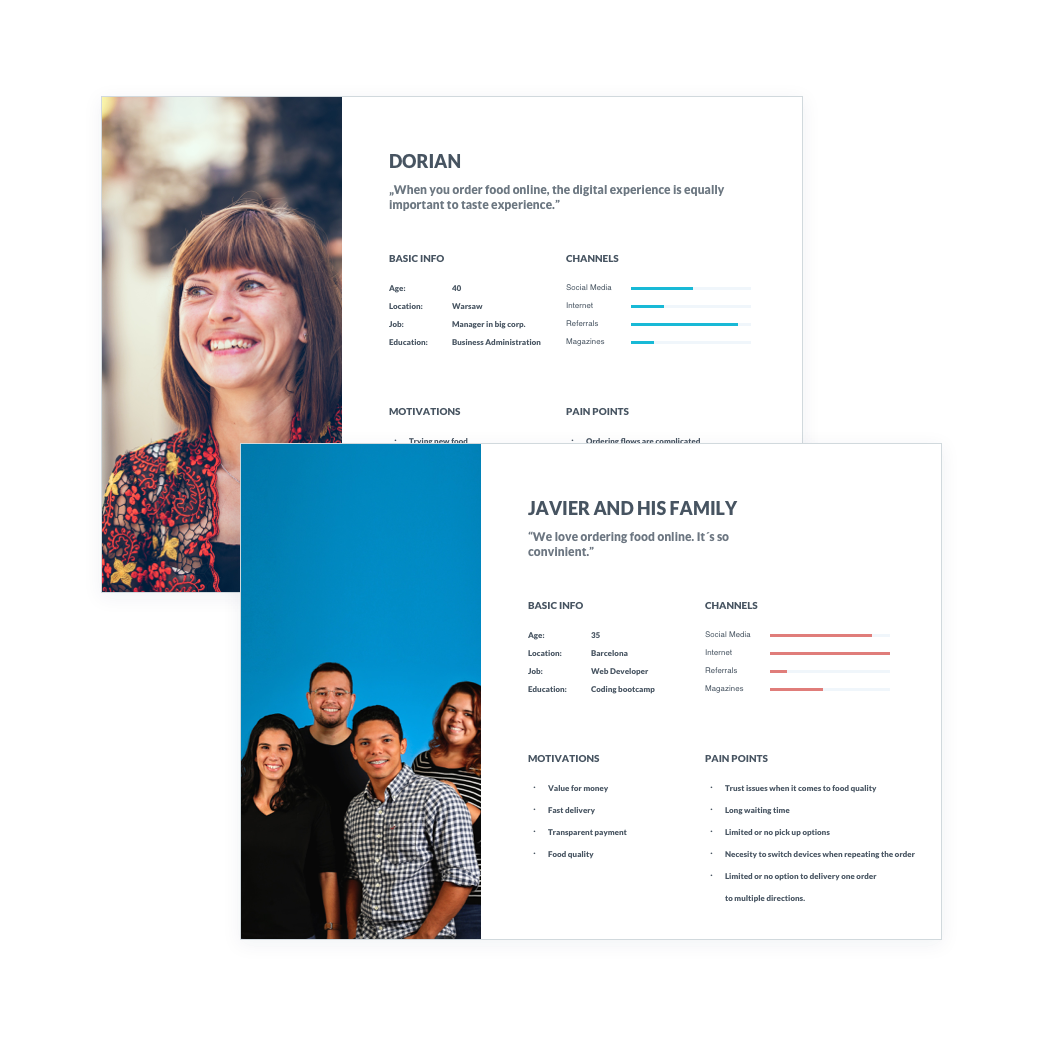 DORIAN
„When you order food online, the digital experience is equally
important to taste experience.”
BASIC INFO
Age: 40
Location: Warsaw
Job: Manager in big corp.
Education: Business Administration
CHANNELS
Social Media
Internet
Referrals
Magazines
MOTIVATIONS
· Trying new food
PAIN POINTS
· Ordering flows are complicated
JAVIER AND HIS FAMILY
"We love ordering food online. It´s so
convinient.”
BASIC INFO
Age: 35
Location: Barcelona
Job: Web Developer
Education: Coding bootcamp
CHANNELS
Social Media
Internet
Referrals
Magazines
MOTIVATIONS
· Value for money
· Fast delivery
· Transparent payment
· Food quality
PAIN POINTS
· Trust issues when it comes to food quality
· Long waiting time
· Limited or no pick up options
· Necesity to switch devices when repeating the order
· Limited or no option to delivery one order
to multiple directions.